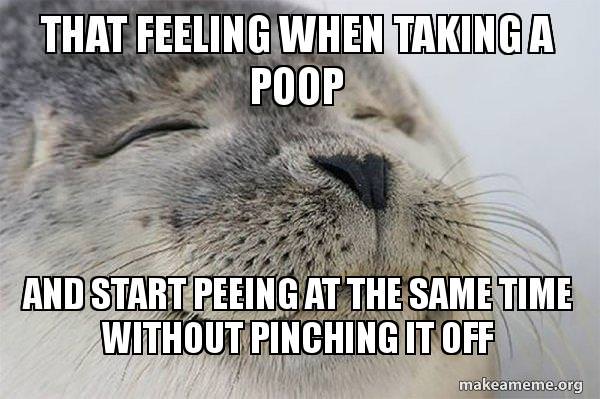 THAT FEELING WHEN TAKING A
POOP
AND START PEEING AT THE SAME TIME
WITHOUT PINCHING IT OFF
makeameme.org